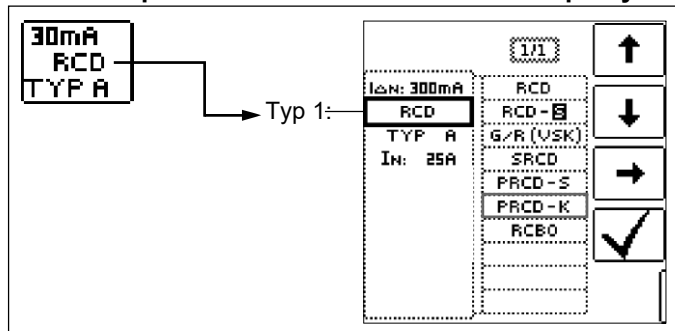 30mA
RCD
TYP A
Typ 1:
1/1
I∆N: 300mA
RCD
TYP A
IN: 25A
RCD
RCD - S
G/R (VSK)
SRCD
PRCD - S
PRCD - K
RCBO